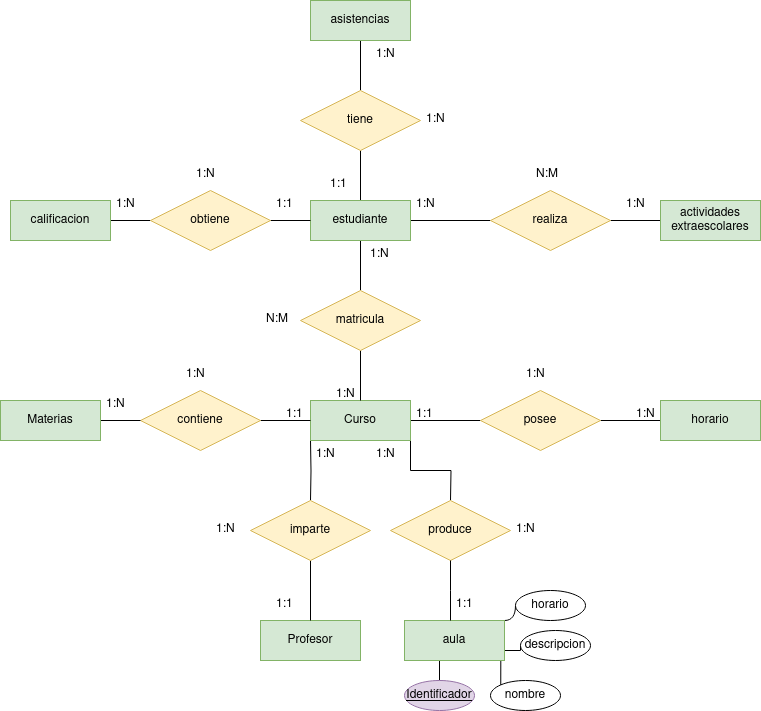 asistencias
1:N
tiene
1:N
1:1
1:N
N:M
calificacion
1:N
obtiene
1:1
estudiante
1:N
realiza
1:N
actividades
extraescolares
1:N
N:M
matricula
1:N
1:N
1:N
Materias
1:N
contiene
1:1
Curso
1:1
posee
1:N
horario
1:N
1:N
1:N
imparte
produce
1:N
1:1
1:1
horario
Profesor
aula
descripcion
Identificador
nombre